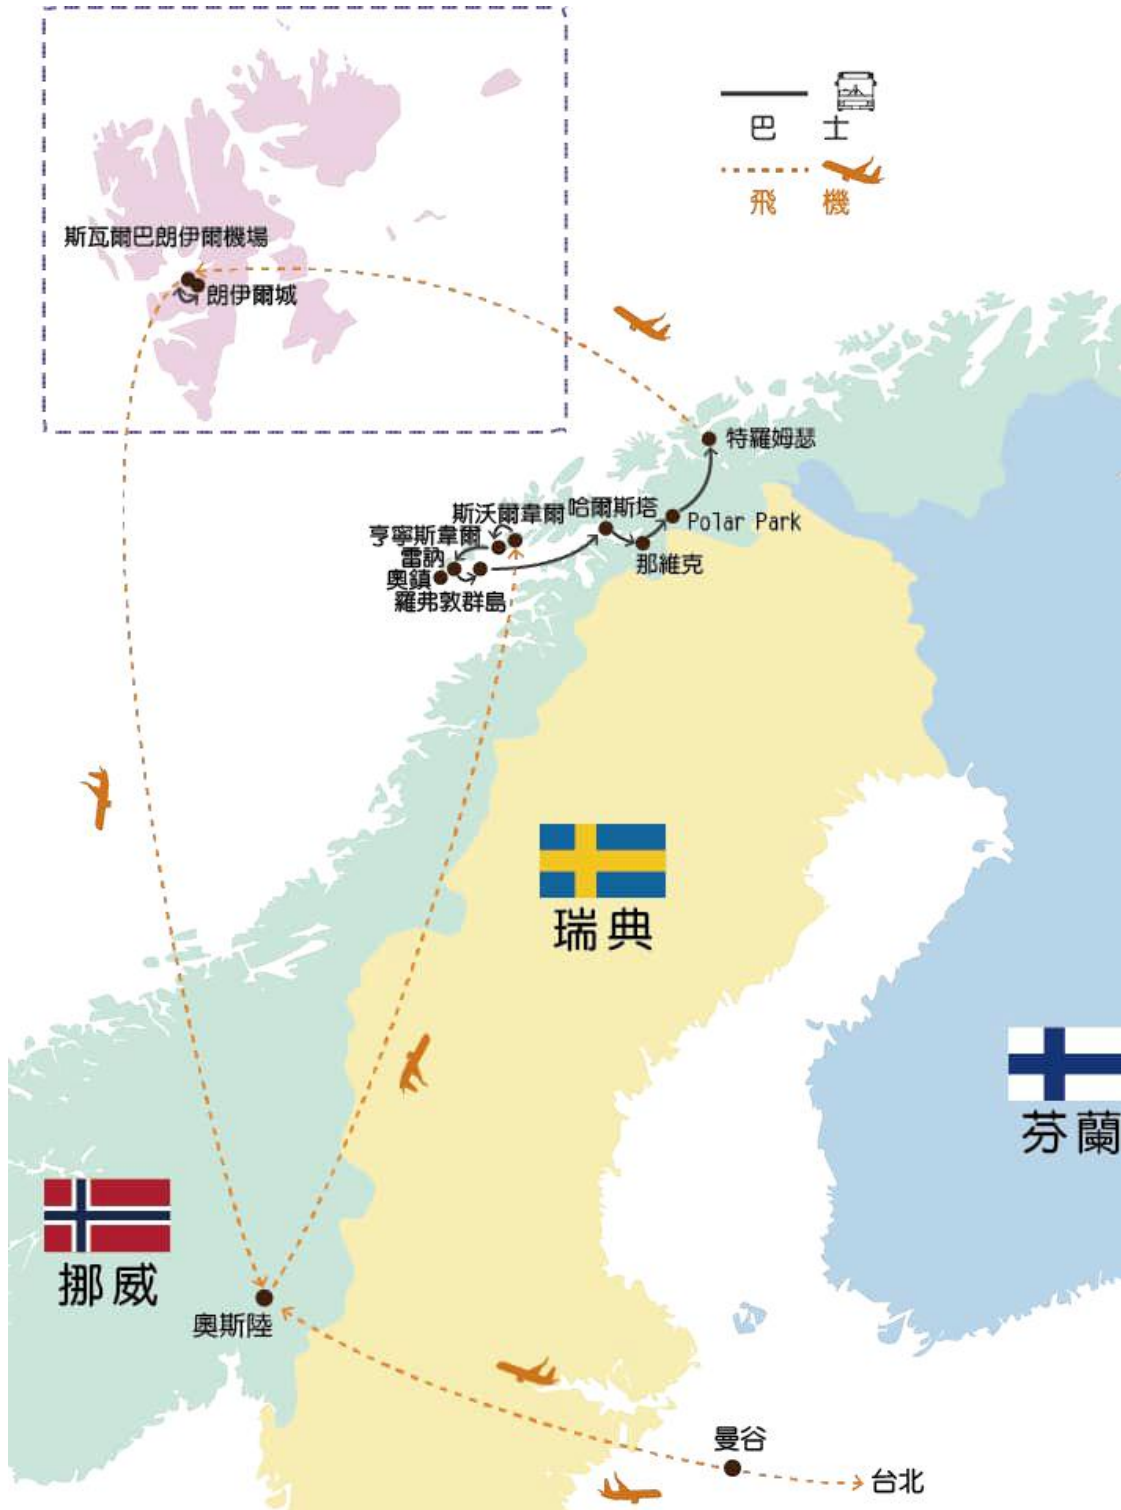 巴士
飛機
斯瓦爾巴朗伊爾機場
朗伊爾城
特羅姆瑟
斯沃爾韋爾
哈爾斯塔
Polar Park
亨寧斯韋爾
雷訥
那維克
奧鎮
羅弗敦群島
瑞典
芬蘭
挪威
奧斯陸
曼谷
台北